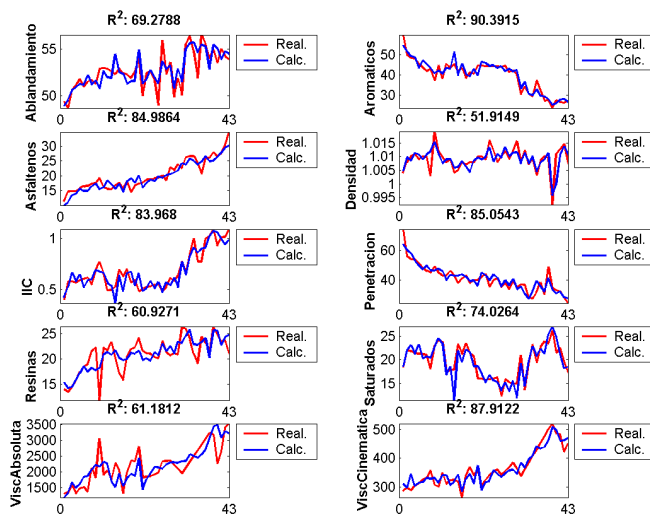 R²: 69.2788
Ablandamiento
55
50
0
43
Real.
Calc.
R²: 90.3915
Aromaticos
50
40
30
0
43
Real.
Calc.
R²: 84.9864
Asfaltenos
30
25
20
15
0
43
Real.
Calc.
R²: 51.9149
Densidad
1.015
1.005
1.01
0.995
0
43
Real.
Calc.
R²: 83.968
IIC
1
0.5
0
43
Real.
Calc.
R²: 85.0543
Penetracion
60
40
0
43
Real.
Calc.
R²: 60.9271
Resinas
25
20
15
0
43
Real.
Calc.
R²: 74.0264
Saturados
25
20
15
0
43
Real.
Calc.
R²: 61.1812
ViscAbsoluta
3500
3000
2500
2000
1500
0
43
Real.
Calc.
R²: 87.9122
ViscCinematica
500
400
300
0
43
Real.
Calc.